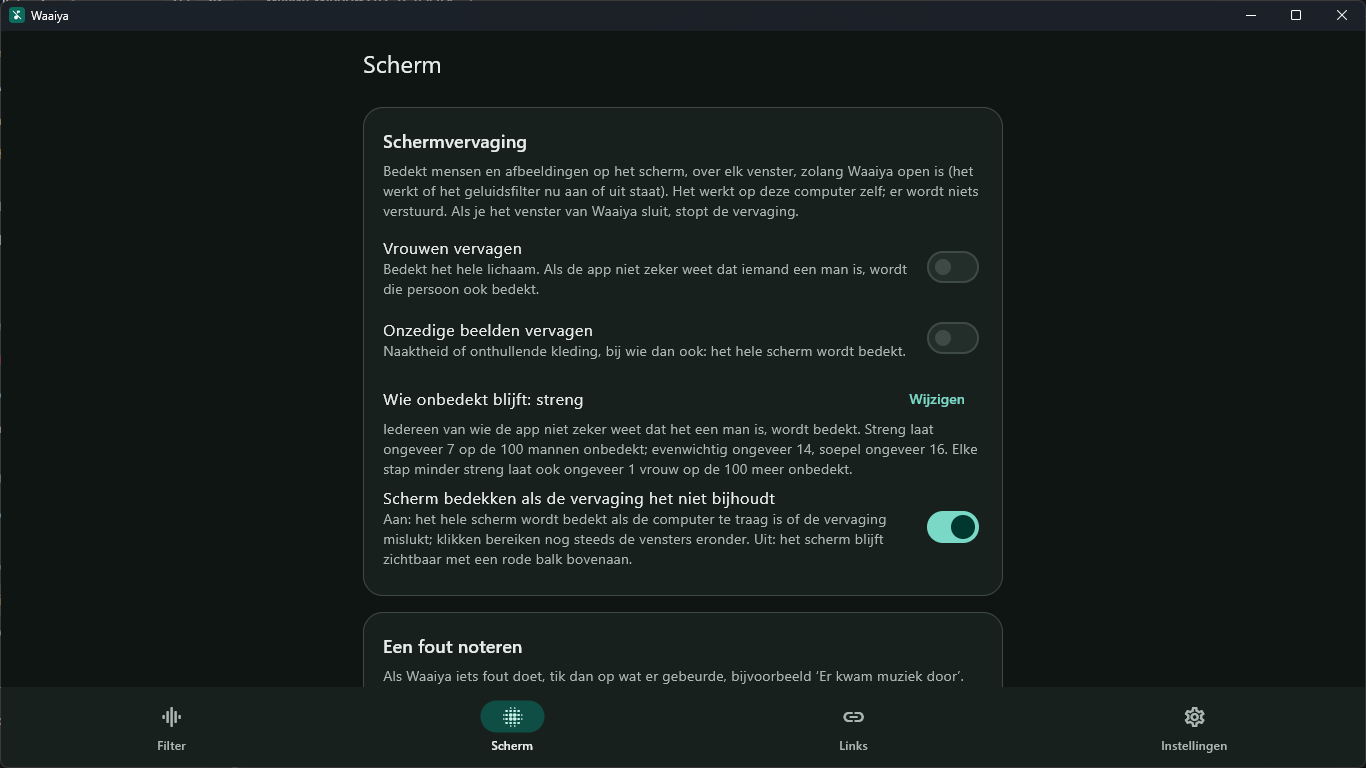 Waaiya
Scherm
Schermvervaging
Bedekt mensen en afbeeldingen op het scherm, over elk venster, zolang Waaiya open is (het
werkt of het geluidsfilter nu aan of uit staat). Het werkt op deze computer zelf; er wordt niets
verstuurd. Als je het venster van Waaiya sluit, stopt de vervaging.
Vrouwen vervagen
Bedekt het hele lichaam. Als de app niet zeker weet dat iemand een man is, wordt
die persoon ook bedekt.
Onzedige beelden vervagen
Naaktheid of onthullende kleding, bij wie dan ook: het hele scherm wordt bedekt.
Wie onbedekt blijft: streng
Wijzigen
Iedereen van wie de app niet zeker weet dat het een man is, wordt bedekt. Streng laat
ongeveer 7 op de 100 mannen onbedekt; evenwichtig ongeveer 14, soepel ongeveer 16. Elke
stap minder streng laat ook ongeveer 1 vrouw op de 100 meer onbedekt.
Scherm bedekken als de vervaging het niet bijhoudt
Aan: het hele scherm wordt bedekt als de computer te traag is of de vervaging
mislukt; klikken bereiken nog steeds de vensters eronder. Uit: het scherm blijft
zichtbaar met een rode balk bovenaan.
Een fout noteren
Als Waaiya iets fout doet, tik dan op wat er gebeurde, bijvoorbeeld ‘Er kwam muziek door’.
Filter
Scherm
Links
Instellingen